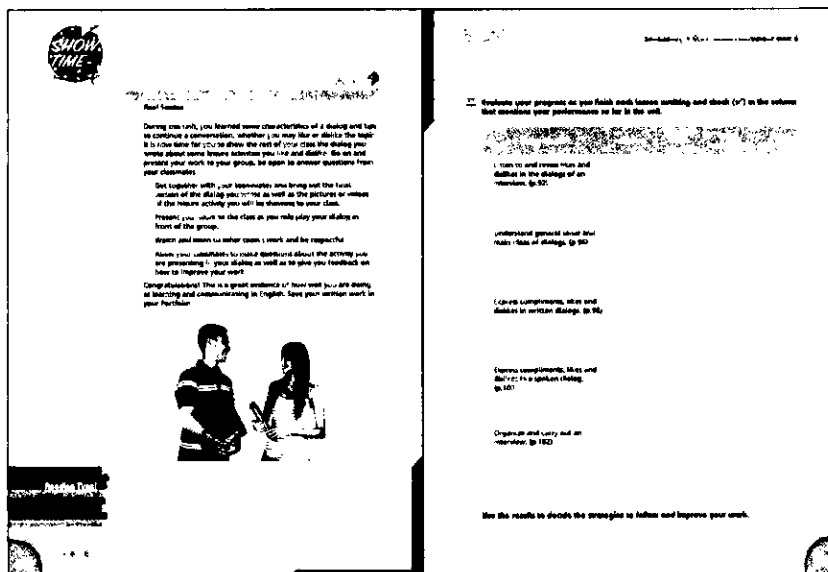 SHOW
TIME
During this unit, you learned some characteristics of a dialog and tips
to continue a conversation, whether you may like or dislike the topic
It is now time for you to show the rest of your class the dialog you
wrote about some leisure activities you like and dislike. Go on and
present your work to your group, be open to answer questions from
your classmates
Get together with your teammates and bring out the final
version of the dialog you wrote as well as the pictures or videos
of the leisure activity you will be showing to your class.
Present your work to the class as you role play your dialog in
front of the group.
Watch and listen to other team's work and be respectful
Allow your classmates to make questions about the activity you
are presenting in your dialog as well as to give you feedback on
how to improve your work
Congratulations! This is a great evidence of how well you are doing
at learning and communicating in English. Save your written work in
your Portfolio
Reading Time!
Evaluate your progress as you finish each lesson
and check (✔) in the column
that mentions your performance so far in the unit.
Listen to and revise likes and
dislikes in the dialogs of an
interview. (p.92)
Understand general sense and
main ideas of dialogs. (p.94)
Express compliments, likes and
dislikes in written dialogs. (p.96)
Express compliments, likes and
dislikes in a spoken dialog.
Organize and carry out an
interview. (p.102)
Use the results to decide the strategies to follow and improve your work.